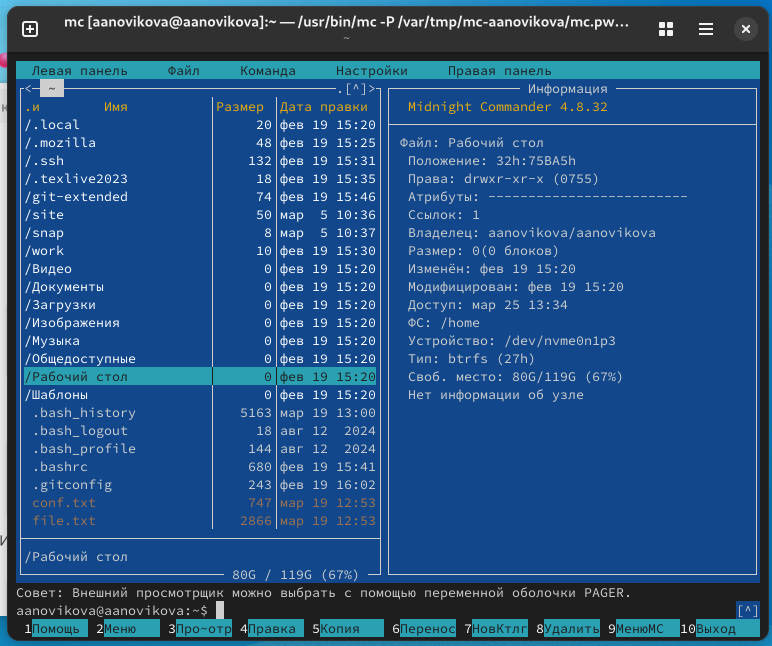 mc [aanovikova@aanovikova]:~ — /usr/bin/mc -P /var/tmp/mc-aanovikova/mc.pw…
~
Левая панель Файл Команда Настройки Правая панель
<─ ~ .[^]>
.и Имя Размер Дата правки
/.local 20 фев 19 15:20
/.mozilla 48 фев 19 15:25
/.ssh 132 фев 19 15:31
/.texlive2023 18 фев 19 15:35
/git-extended 74 фев 19 15:46
/site 50 мар 5 10:36
/snap 8 мар 5 10:37
/work 10 фев 19 15:30
/Видео 0 фев 19 15:20
/Документы 0 фев 19 15:20
/Загрузки 0 фев 19 15:20
/Изображения 0 фев 19 15:20
/Музыка 0 фев 19 15:20
/Общедоступные 0 фев 19 15:20
/Рабочий стол 0 фев 19 15:20
/Шаблоны 0 фев 19 15:20
.bash_history 5163 мар 19 13:00
.bash_logout 18 авг 12 2024
.bash_profile 144 авг 12 2024
.bashrc 680 фев 19 15:41
.gitconfig 243 фев 19 16:02
conf.txt 747 мар 19 12:53
file.txt 2866 мар 19 12:53
/Рабочий стол
80G / 119G (67%)
Информация
Midnight Commander 4.8.32
Файл: Рабочий стол
Положение: 32h:75BA5h
Права: drwxr-xr-x (0755)
Атрибуты: -------------------------
Ссылок: 1
Владелец: aanovikova/aanovikova
Размер: 0(0 блоков)
Изменён: фев 19 15:20
Модифицирован: фев 19 15:20
Доступ: мар 25 13:34
ФС: /home
Устройство: /dev/nvme0n1p3
Тип: btrfs (27h)
Своб. место: 80G/119G (67%)
Нет информации об узле
Совет: Внешний просмотрщик можно выбрать с помощью переменной оболочки PAGER.
aanovikova@aanovikova:~$ [^]
1Помощь 2Меню 3Про~отр 4Правка 5Копия 6Перенос 7НовКтлг 8Удалить 9МенюМС 10Выход